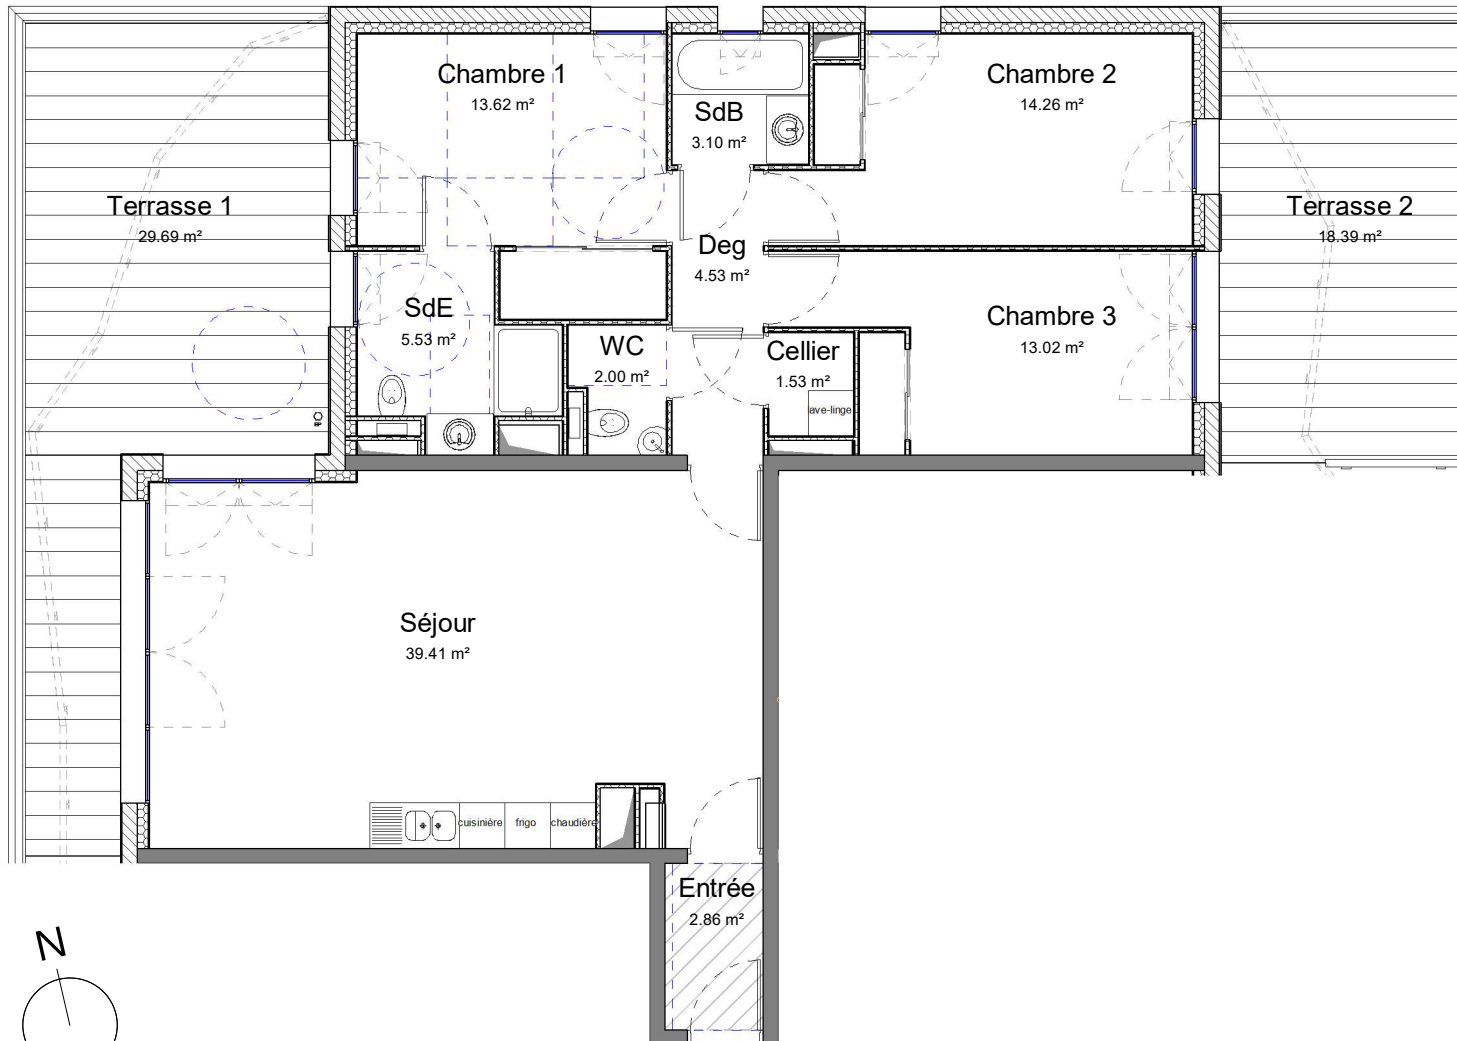 Chambre 1
13.62 m²
SdB
3.10 m²
Chambre 2
14.26 m²
Terrasse 1
29.69 m²
Terrasse 2
18.39 m²
Deg
4.53 m²
SdE
5.53 m²
WC
2.00 m²
Cellier
1.53 m²
ave-linge
Chambre 3
13.02 m²
EP
Séjour
39.41 m²
cuisinière
frigo
chaudière
Entrée
2.86 m²
N